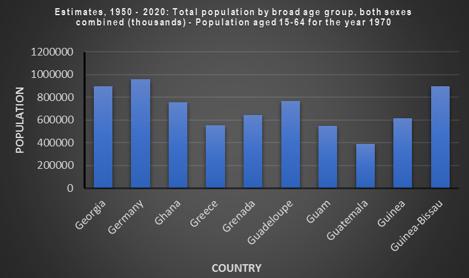 Estimates, 1950 - 2020: Total population by broad age group, both sexes
combined (thousands) - Population aged 15-64 for the year 1970
1200000
1000000
800000
600000
400000
200000
0
POPULATION
Georgia
Germany
Ghana
Greece
Grenada
Guadeloupe
Guam
Guatemala
Guinea
Guinea-Bissau
COUNTRY